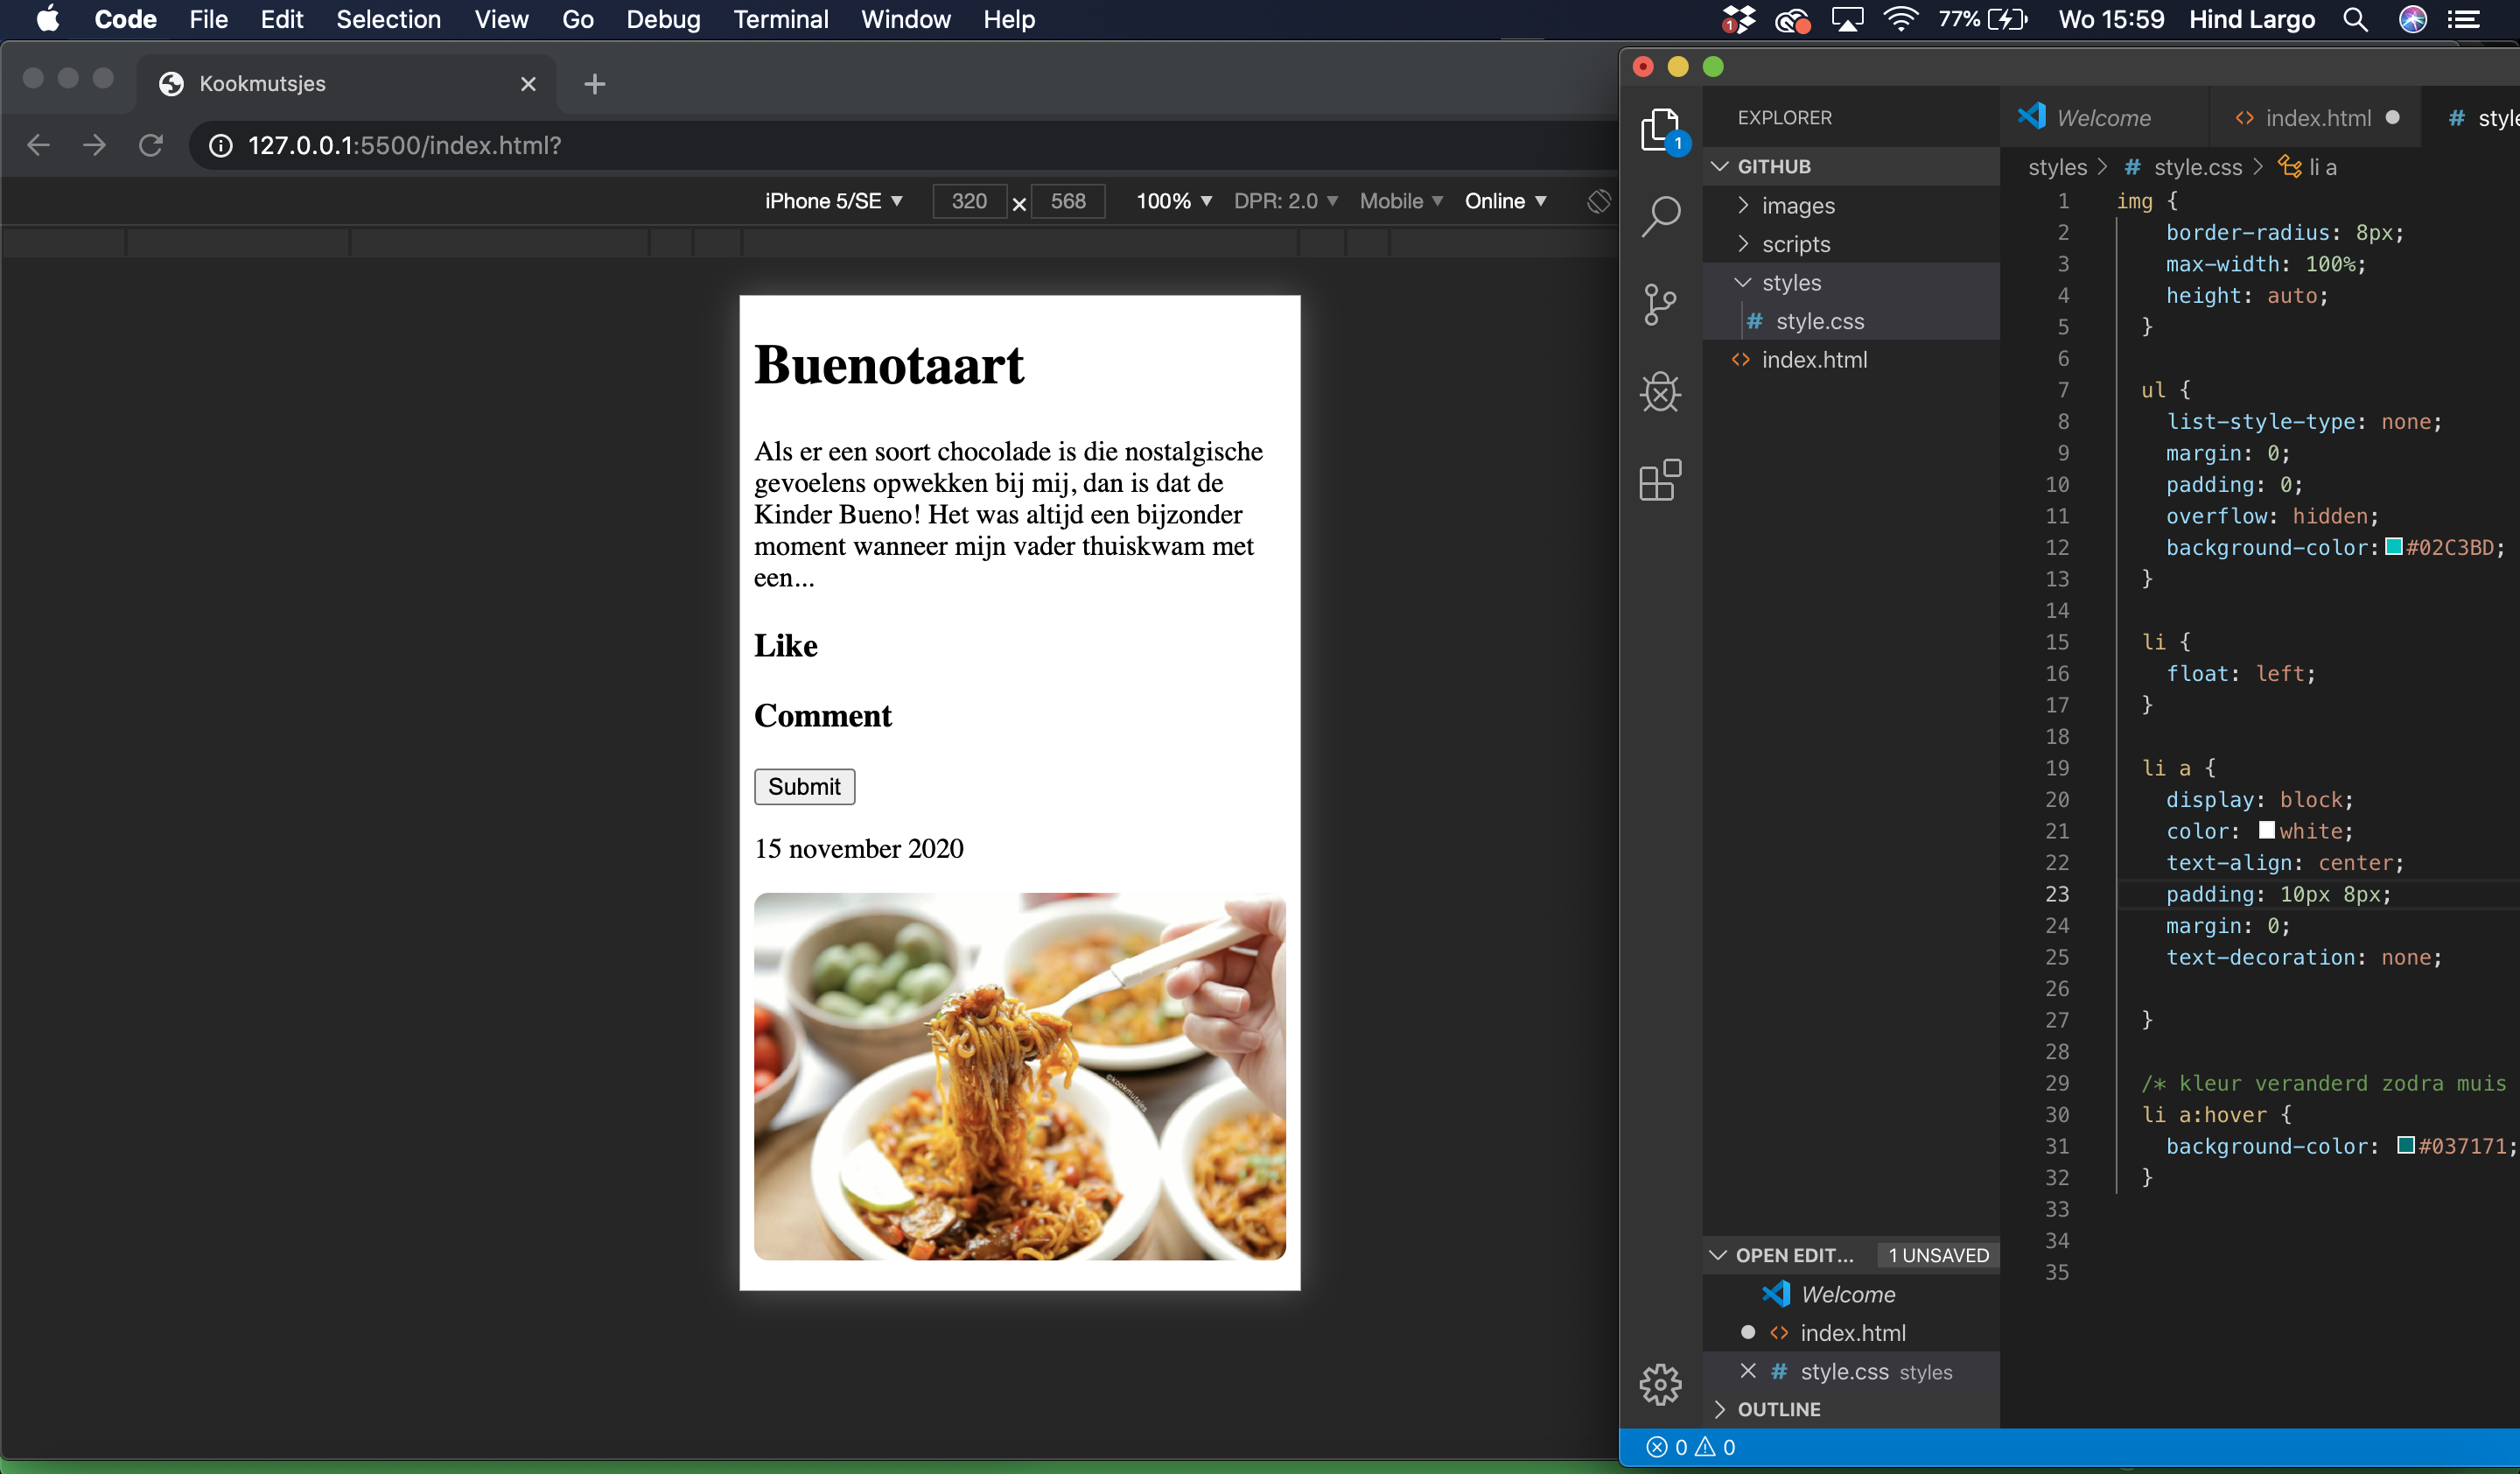 Code File Edit Selection View Go Debug Terminal Window Help
1 77% Wo 15:59 Hind Largo
Kookmutsjes
127.0.0.1:5500/index.html?
iPhone 5/SE 320 × 568 100% DPR: 2.0 Mobile Online
Buenotaart
Als er een soort chocolade is die nostalgische
gevoelens opwekken bij mij, dan is dat de
Kinder Bueno! Het was altijd een bijzonder
moment wanneer mijn vader thuiskwam met
een...
Like
Comment
Submit
15 november 2020
©kookmutsjes
1
EXPLORER
GITHUB
images
scripts
styles
# style.css
<> index.html
OPEN EDIT... 1 UNSAVED
Welcome
<> index.html
# style.css styles
OUTLINE
0 0
Welcome <> index.html # style
styles > # style.css > li a
1 img {
2 border-radius: 8px;
3 max-width: 100%;
4 height: auto;
5 }
6
7 ul {
8 list-style-type: none;
9 margin: 0;
10 padding: 0;
11 overflow: hidden;
12 background-color: #02C3BD;
13 }
14
15 li {
16 float: left;
17 }
18
19 li a {
20 display: block;
21 color: white;
22 text-align: center;
23 padding: 10px 8px;
24 margin: 0;
25 text-decoration: none;
26
27 }
28
29 /* kleur veranderd zodra muis
30 li a:hover {
31 background-color: #037171;
32 }
33
34
35